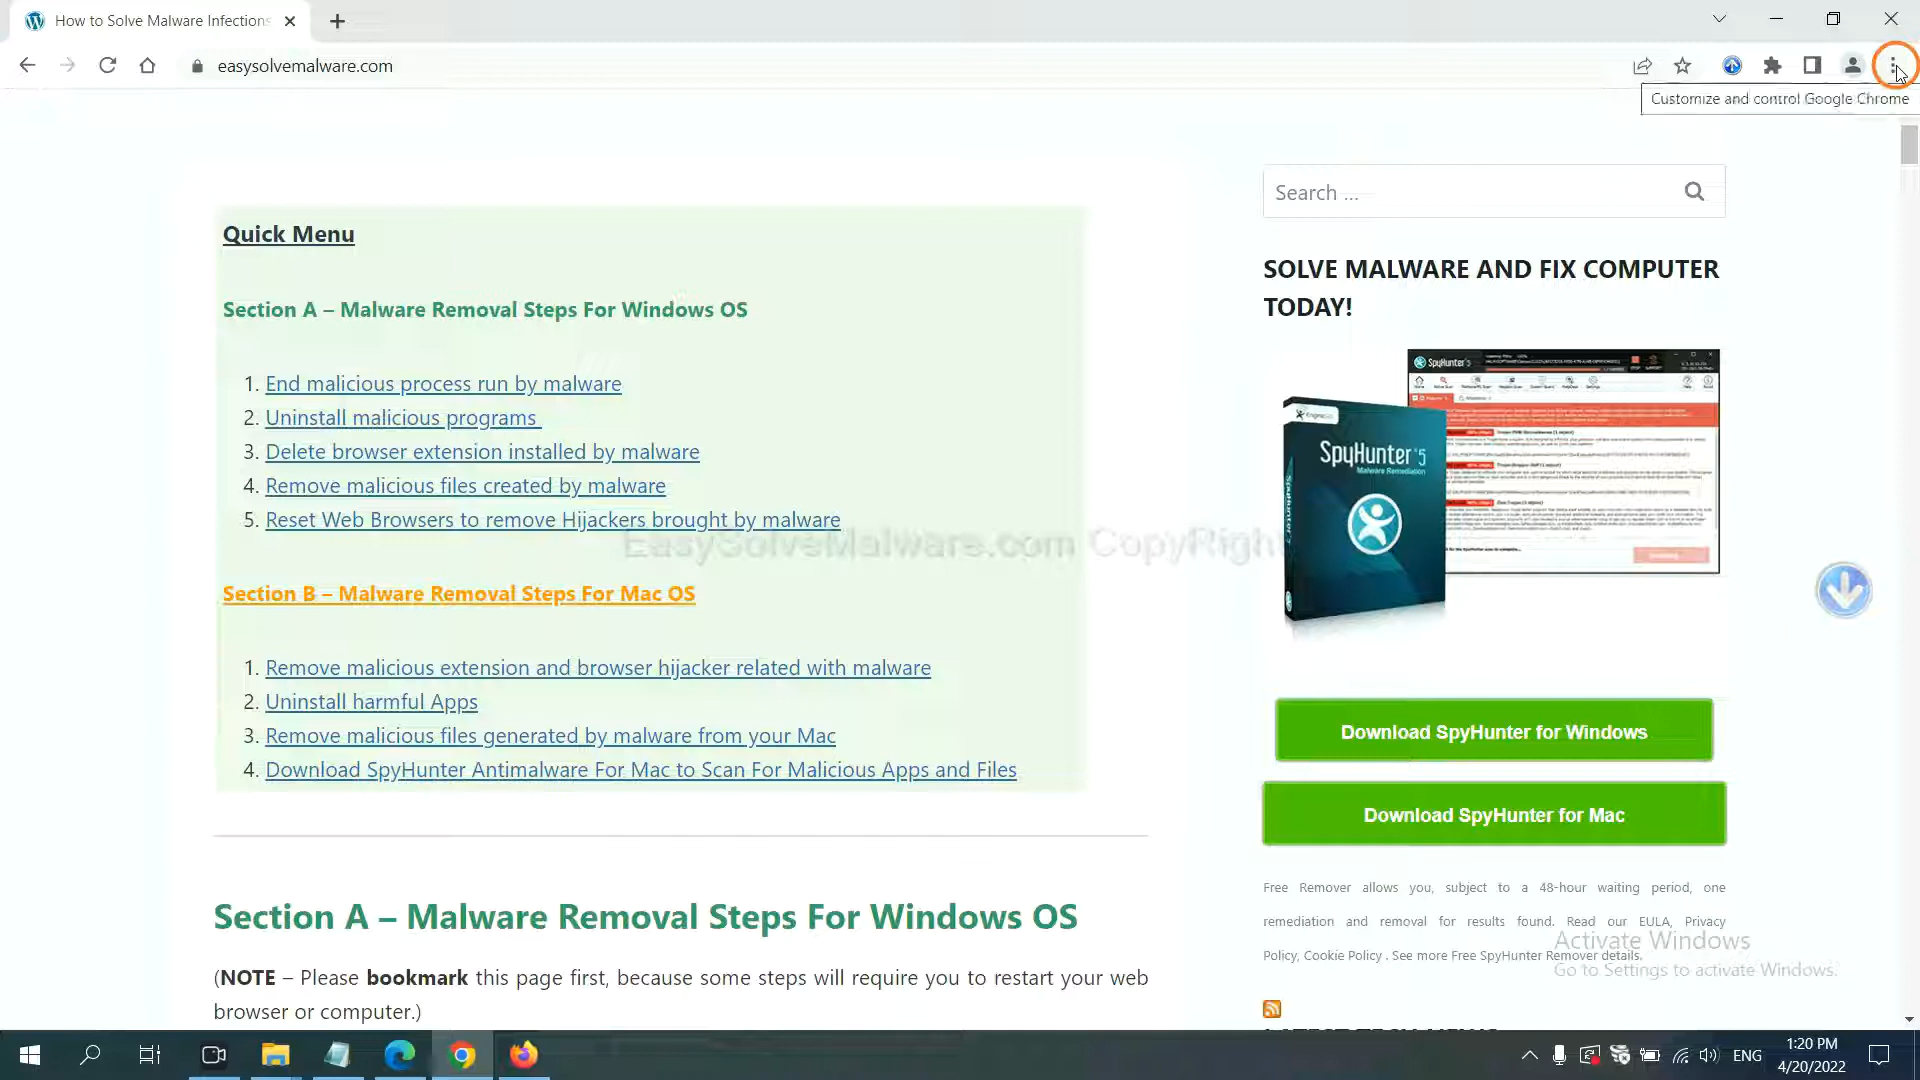 How to Solve Malware Infections
easysolvemalware.com
Customize and control Google Chrome
Quick Menu
Section A – Malware Removal Steps For Windows OS
1. End malicious process run by malware
2. Uninstall malicious programs
3. Delete browser extension installed by malware
4. Remove malicious files created by malware
5. Reset Web Browsers to remove Hijackers brought by malware
EasySolveMalware.com CopyRight
Section B – Malware Removal Steps For Mac OS
1. Remove malicious extension and browser hijacker related with malware
2. Uninstall harmful Apps
3. Remove malicious files generated by malware from your Mac
4. Download SpyHunter Antimalware For Mac to Scan For Malicious Apps and Files
Section A – Malware Removal Steps For Windows OS
(NOTE – Please bookmark this page first, because some steps will require you to restart your web
browser or computer.)
Search ...
SOLVE MALWARE AND FIX COMPUTER
TODAY!
SpyHunter 5
SpyHunter 5
Malware Remediation
Download SpyHunter for Windows
Download SpyHunter for Mac
Free Remover allows you, subject to a 48-hour waiting period, one
remediation and removal for results found. Read our EULA, Privacy
Policy, Cookie Policy . See more Free SpyHunter Remover details.
Activate Windows
Go to Settings to activate Windows.
LATEST TECH NEWS
ENG
1:20 PM
4/20/2022